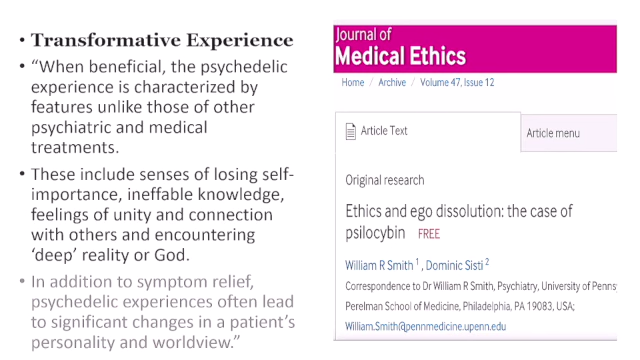 • Transformative Experience
• “When beneficial, the psychedelic
experience is characterized by
features unlike those of other
psychiatric and medical
treatments.
• These include senses of losing self-
importance, ineffable knowledge,
feelings of unity and connection
with others and encountering
‘deep’ reality or God.
• In addition to symptom relief,
psychedelic experiences often lead
to significant changes in a patient’s
personality and worldview.”
Journal of
Medical Ethics
Home / Archive / Volume 47, Issue 12
Article Text
Article menu
Original research
Ethics and ego dissolution: the case of
psilocybin FREE
William R Smith 1, Dominic Sisti 2
Correspondence to Dr William R Smith, Psychiatry, University of Penns
Perelman School of Medicine, Philadelphia, PA 19083, USA;
William.Smith@pennmedicine.upenn.edu